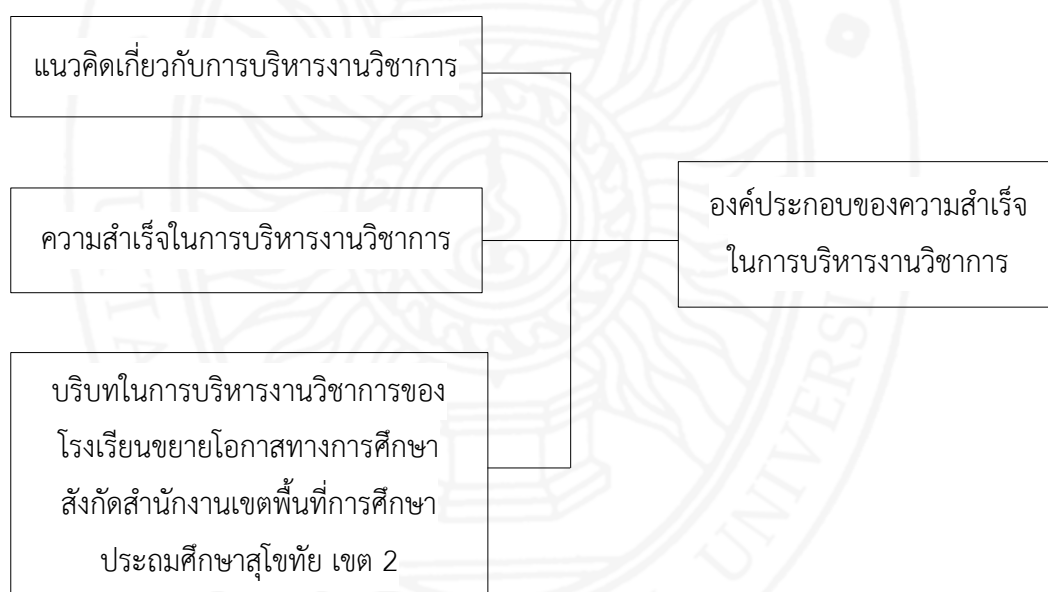 แนวคิดเกี่ยวกับการบริหารงานวิชาการ
ความสำเร็จในการบริหารงานวิชาการ
องค์ประกอบของความสำเร็จ
ในการบริหารงานวิชาการ
บริบทในการบริหารงานวิชาการของ
โรงเรียนขยายโอกาสทางการศึกษา
สังกัดสำนักงานเขตพื้นที่การศึกษา
ประถมศึกษาสุโขทัย เขต 2